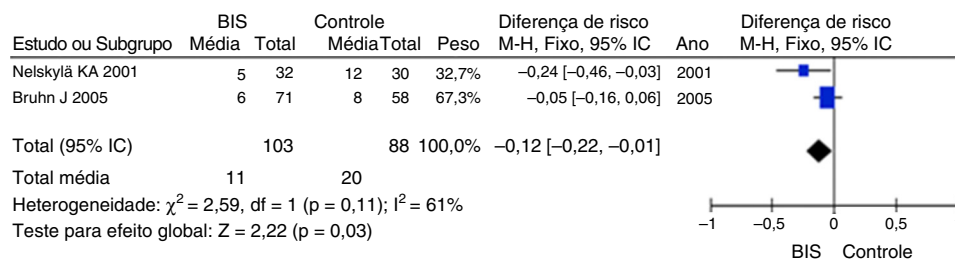 BIS Controle Diferença de risco Diferença de risco
Estudo ou Subgrupo Média Total Média Total Peso M-H, Fixo, 95% IC Ano M-H, Fixo, 95% IC
Nelskylä KA 2001 5 32 12 30 32,7% −0,24 [−0,46, −0,03] 2001
Bruhn J 2005 6 71 8 58 67,3% −0,05 [−0,16, 0,06] 2005
Total (95% IC) 103 88 100,0% −0,12 [−0,22, −0,01]
Total média 11 20
Heterogeneidade: χ² = 2,59, df = 1 (p = 0,11); I² = 61%
Teste para efeito global: Z = 2,22 (p = 0,03)
−1 −0,5 0 0,5
BIS Controle